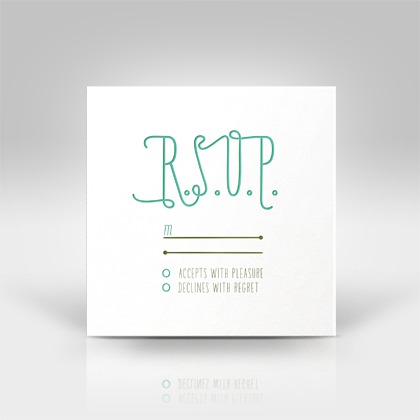 R.S.V.P.
m
ACCEPTS WITH PLEASURE
DECLINES WITH REGRET